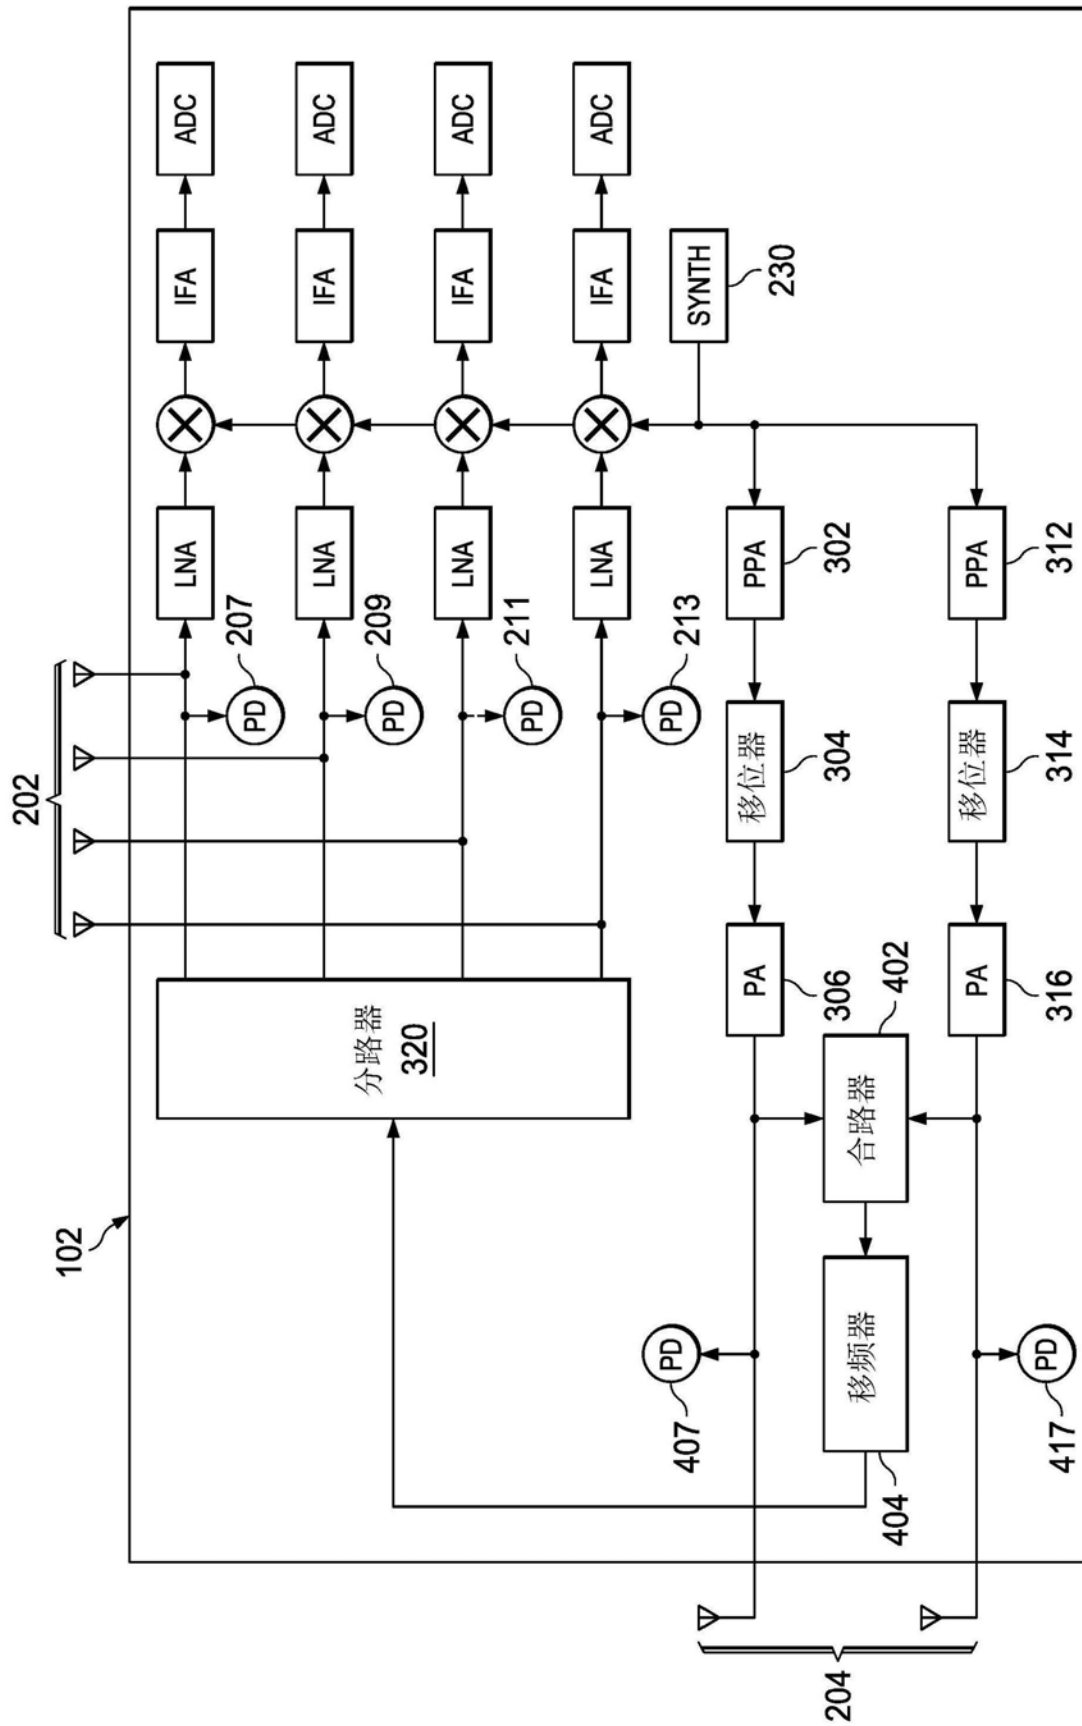 202
102
ADC
ADC
ADC
ADC
IFA
IFA
IFA
IFA
SYNTH
230
LNA
LNA
LNA
LNA
PD
207
PD
209
PD
211
PD
213
PPA
302
PPA
312
移位器
304
移位器
314
PA
306
PA
316
分路器
320
合路器
402
移频器
404
PD
407
PD
417
204